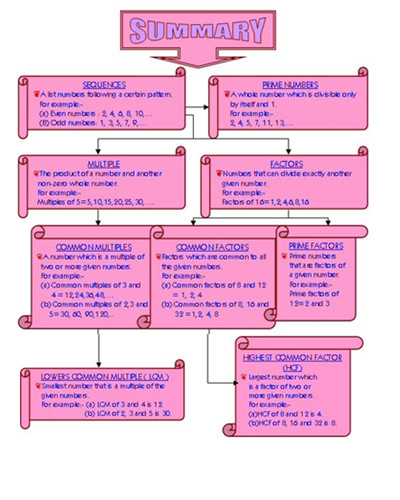 SUMMARY
SEQUENCES
A list numbers following a certain pattern.
For example:-
(a) Even numbers : 2, 4, 6, 8, 10,....
(B) Odd numbers: 1, 3, 5, 7, 9,....
PRIME NUMBERS
A whole number which is divisible only
by itself and 1.
For example:-
2, 4, 5, 7, 11, 13,...
MULTIPLE
The product of a number and another
non-zero whole number.
For example:-
Multiples of 5=5,10,15,20,25,30,....
FACTORS
Numbers that can divide exactly another
given number.
For example:-
Factors of 16=1,2,4,6,8,16
COMMON MULTIPLES
A number which is a multiple of
two or more given numbers.
For example:-
(a) Common multiples of 3 and
4 = 12,24,36,48,...
(b) Common multiples of 2,3 and
5 = 30, 60, 90,120,..
COMMON FACTORS
Factors which are common to all
the given numbers.
For example:-
(a) Common factors of 8 and 12
= 1, 2, 4
(b) Common factors of 8, 16 and
32 = 1, 2, 4, 8
PRIME FACTORS
Prime numbers
that are factors of
a given number.
For example:-
Prime factors of
12= 2 and 3
LOWERS COMMON MULTIPLE ( LCM )
Smallest number that is a multiple of the
given numbers.
For example:- (a) LCM of 3 and 4 is 12.
(b) LCM of 2, 3 and 5 is 30.
HIGHEST COMMON FACTOR
(HCF)
Largest number which
is a factor of two or
more given numbers.
For example:-
(a)HCF of 8 and 12 is 4.
(b)HCF of 8, 16 and 32 is 8.